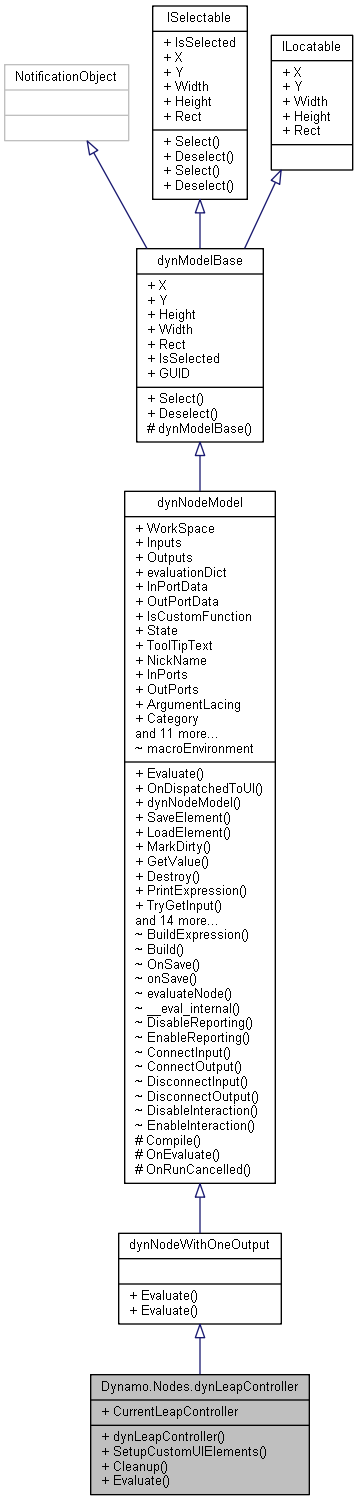 ISelectable
+ IsSelected
+ X
+ Y
+ Width
+ Height
+ Rect
+ Select()
+ Deselect()
+ Select()
+ Deselect()
ILocatable
+ X
+ Y
+ Width
+ Height
+ Rect
NotificationObject
dynModelBase
+ X
+ Y
+ Height
+ Width
+ Rect
+ IsSelected
+ GUID
+ Select()
+ Deselect()
# dynModelBase()
dynNodeModel
+ WorkSpace
+ Inputs
+ Outputs
+ evaluationDict
+ InPortData
+ OutPortData
+ IsCustomFunction
+ State
+ ToolTipText
+ NickName
+ InPorts
+ OutPorts
+ ArgumentLacing
+ Category
and 11 more...
~ macroEnvironment
+ Evaluate()
+ OnDispatchedToUI()
+ dynNodeModel()
+ SaveElement()
+ LoadElement()
+ MarkDirty()
+ GetValue()
+ Destroy()
+ PrintExpression()
+ TryGetInput()
and 14 more...
~ BuildExpression()
~ Build()
~ OnSave()
~ onSave()
~ evaluateNode()
~ __eval_internal()
~ DisableReporting()
~ EnableReporting()
~ ConnectInput()
~ ConnectOutput()
~ DisconnectInput()
~ DisconnectOutput()
~ DisableInteraction()
~ EnableInteraction()
# Compile()
# OnEvaluate()
# OnRunCancelled()
dynNodeWithOneOutput
+ Evaluate()
+ Evaluate()
Dynamo.Nodes.dynLeapController
+ CurrentLeapController
+ dynLeapController()
+ SetupCustomUIElements()
+ Cleanup()
+ Evaluate()